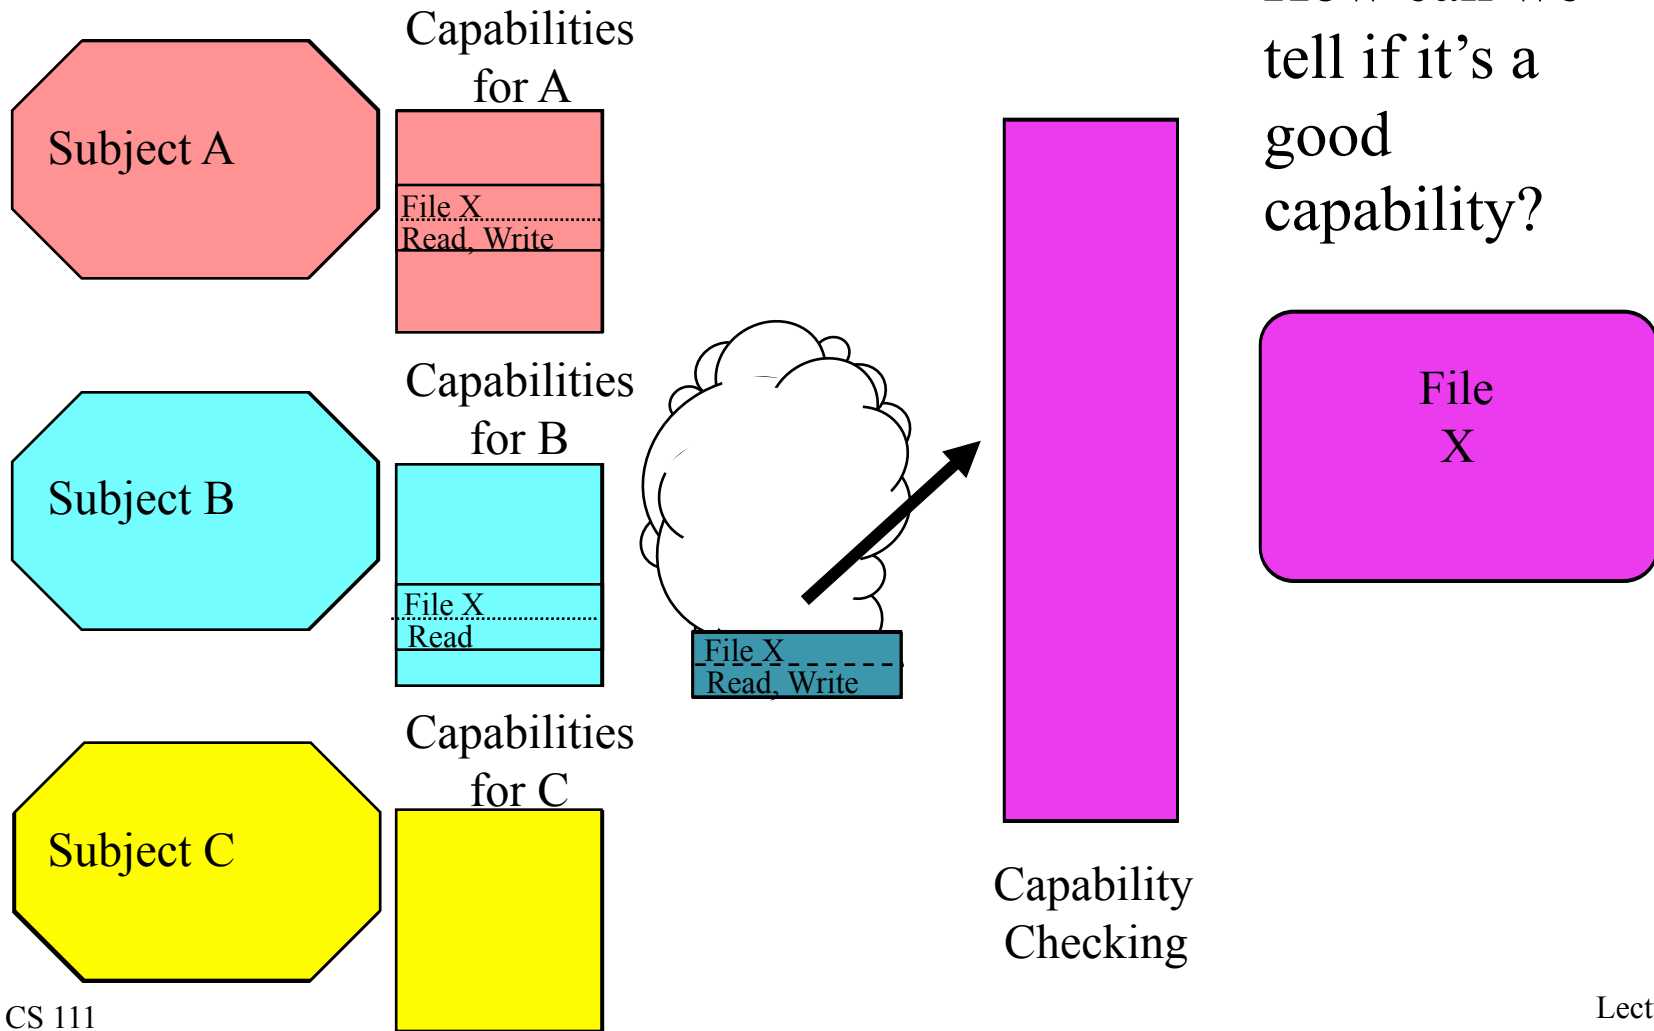 Capabilities
for A
Subject A
File X
Read, Write
tell if it’s a
good
capability?
Capabilities
for B
Subject B
File X
Read
File X
Read, Write
File
X
Capabilities
for C
Subject C
Capability
Checking
CS 111